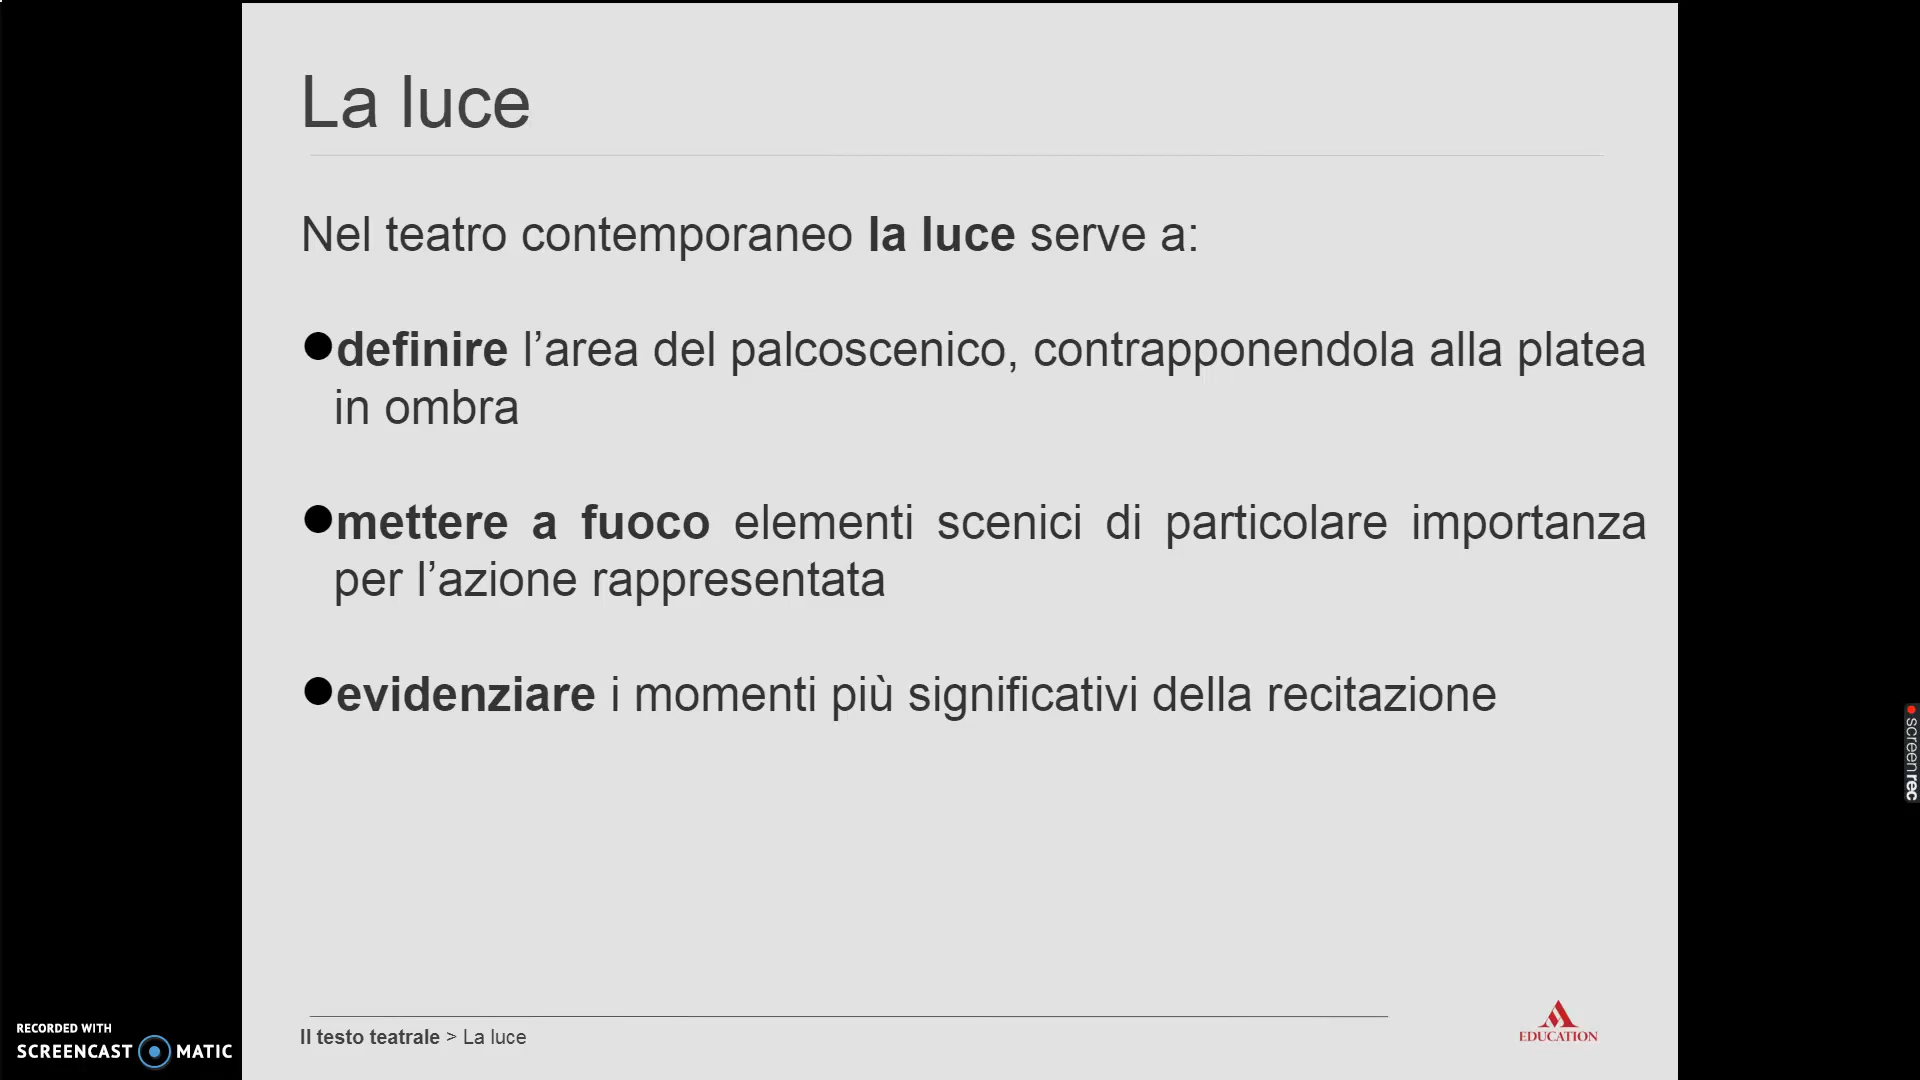 La luce
Nel teatro contemporaneo la luce serve a:
●definire l’area del palcoscenico, contrapponendola alla platea
in ombra
●mettere a fuoco elementi scenici di particolare importanza
per l’azione rappresentata
●evidenziare i momenti più significativi della recitazione
Il testo teatrale > La luce
EDUCATION
RECORDED WITH
SCREENCAST MATIC
screenrec